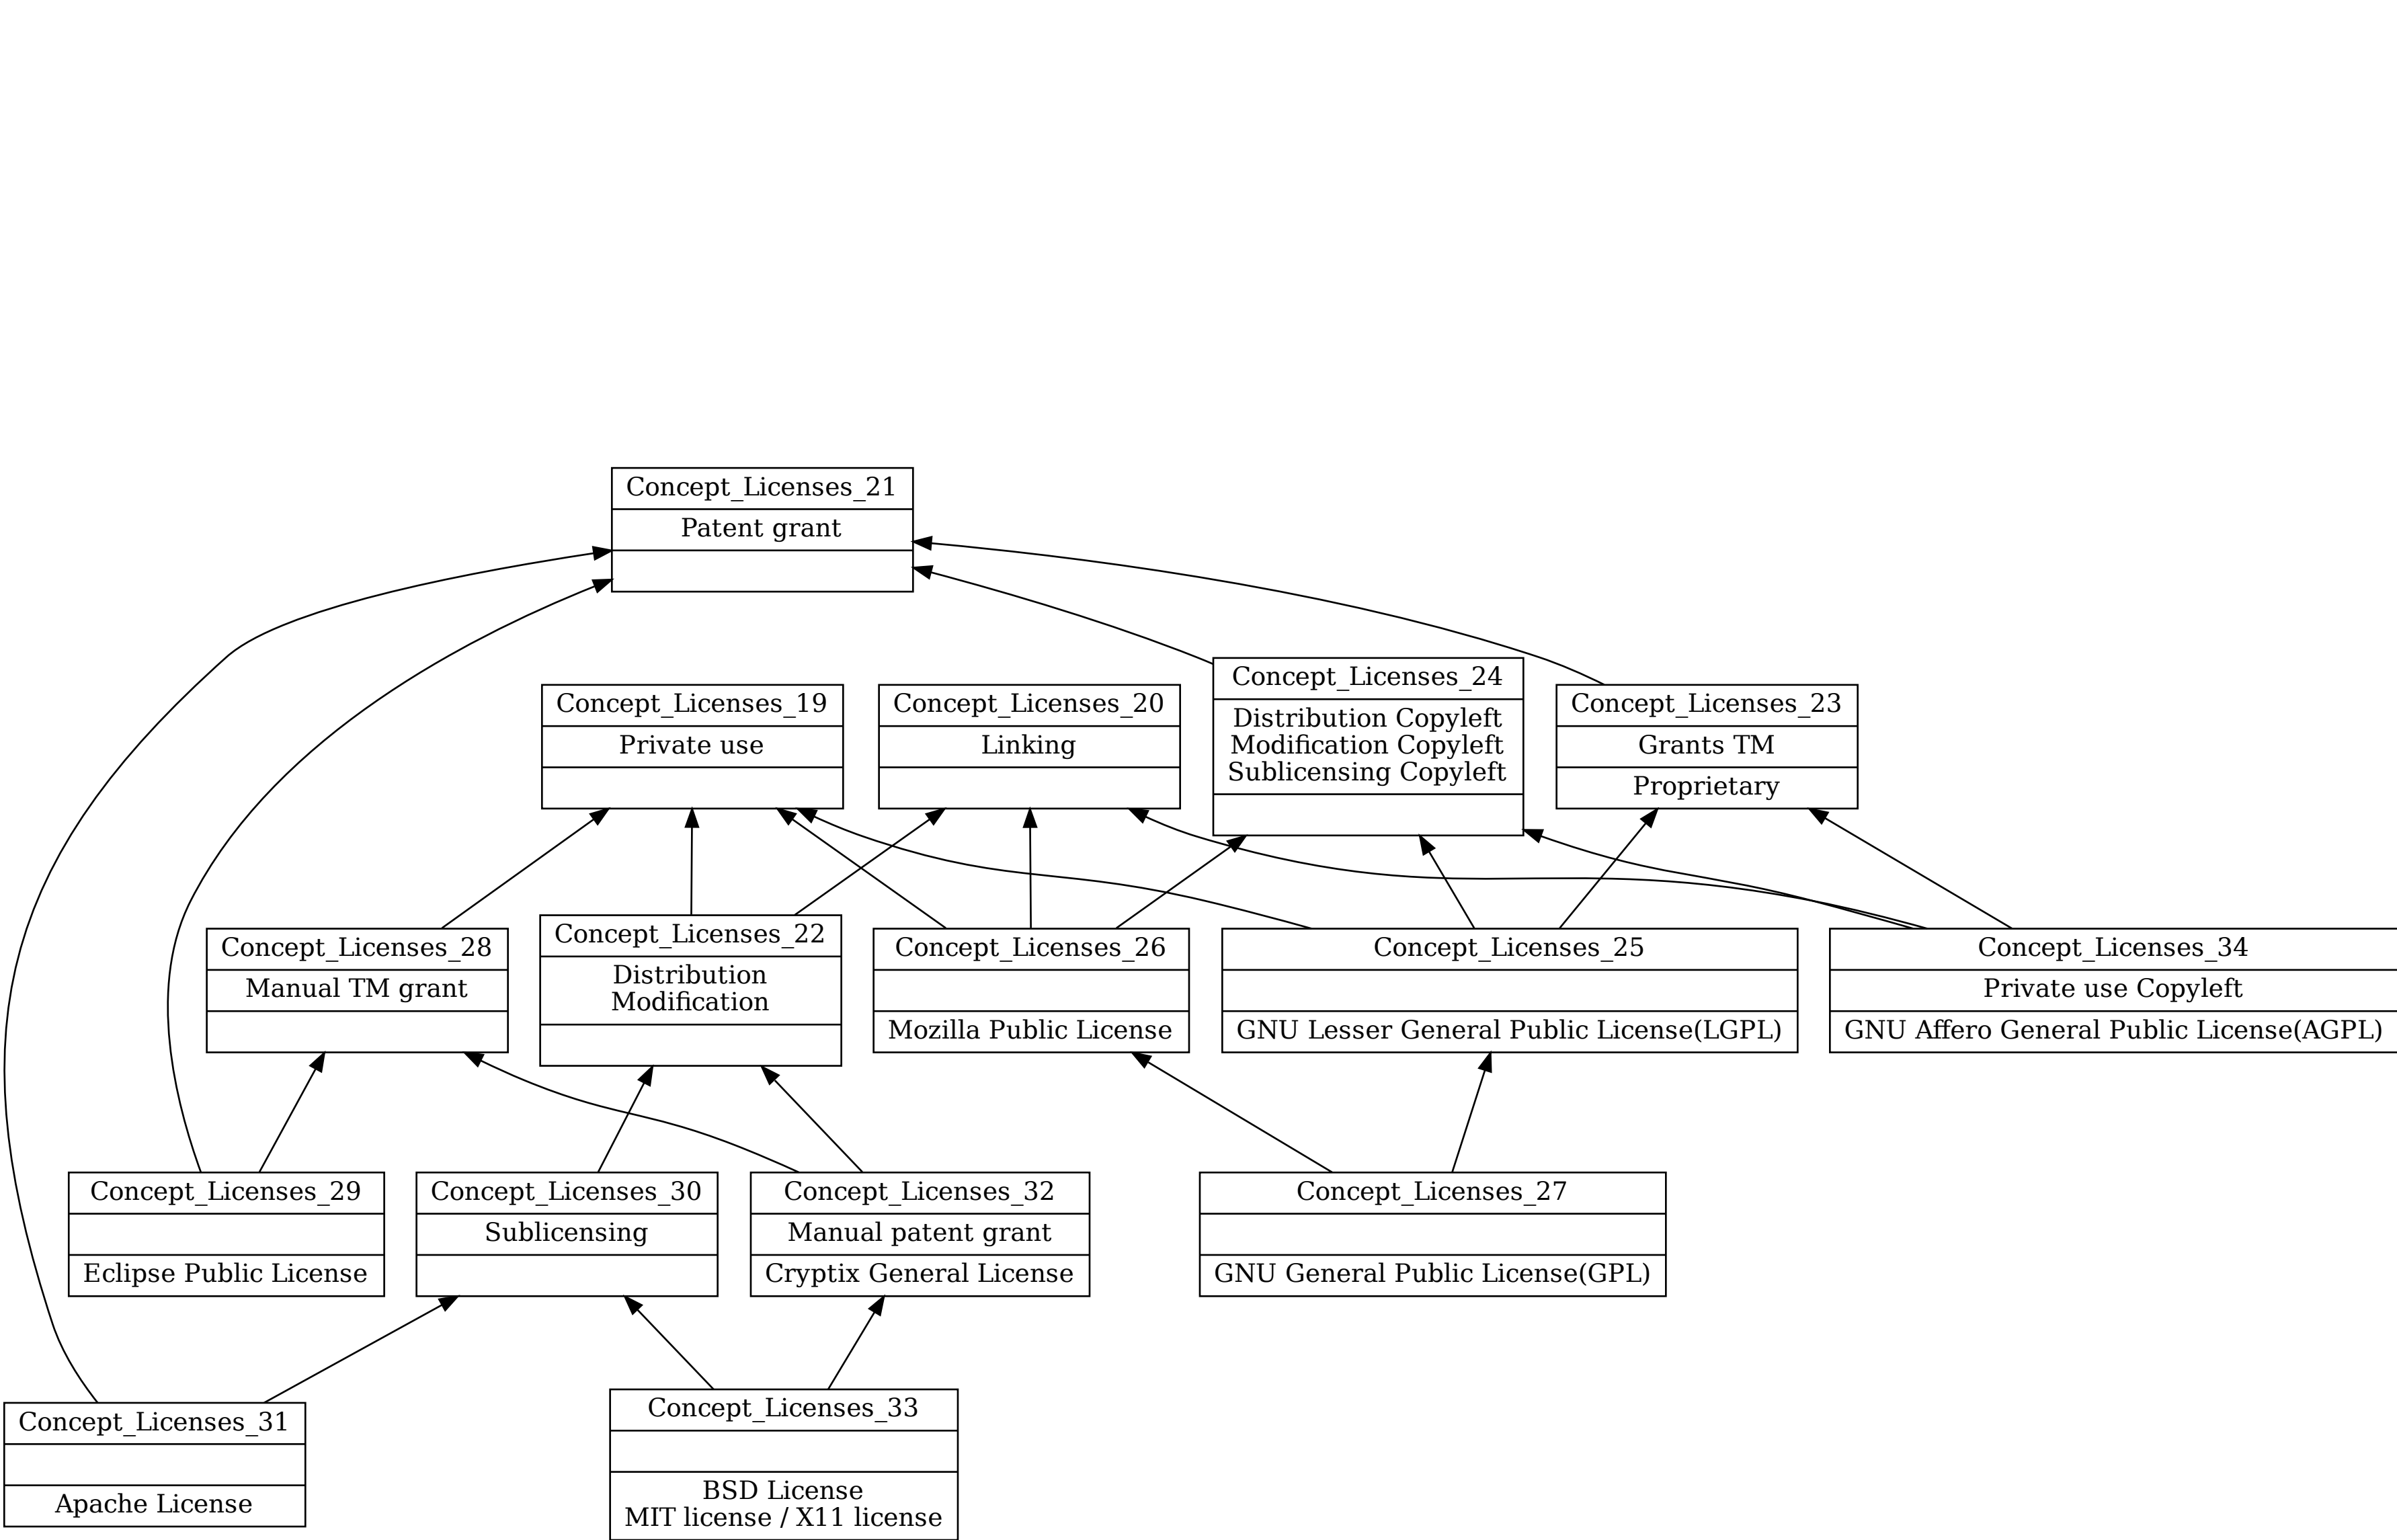 Concept_Licenses_21
Patent grant
Concept_Licenses_19
Private use
Concept_Licenses_20
Linking
Concept_Licenses_24
Distribution Copyleft
Modification Copyleft
Sublicensing Copyleft
Concept_Licenses_23
Grants TM
Proprietary
Concept_Licenses_28
Manual TM grant
Concept_Licenses_22
Distribution
Modification
Concept_Licenses_26
Mozilla Public License
Concept_Licenses_25
GNU Lesser General Public License(LGPL)
Concept_Licenses_34
Private use Copyleft
GNU Affero General Public License(AGPL)
Concept_Licenses_29
Eclipse Public License
Concept_Licenses_30
Sublicensing
Concept_Licenses_32
Manual patent grant
Cryptix General License
Concept_Licenses_27
GNU General Public License(GPL)
Concept_Licenses_31
Apache License
Concept_Licenses_33
BSD License
MIT license / X11 license